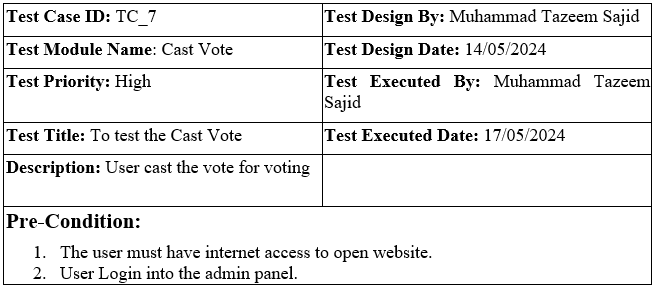 Test Case ID: TC_7
Test Design By: Muhammad Tazeem Sajid
Test Module Name: Cast Vote
Test Design Date: 14/05/2024
Test Priority: High
Test Executed By: Muhammad Tazeem
Sajid
Test Title: To test the Cast Vote
Test Executed Date: 17/05/2024
Description: User cast the vote for voting
Pre-Condition:
1. The user must have internet access to open website.
2. User Login into the admin panel.